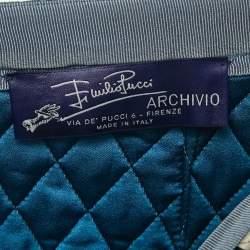 Emilio Pucci
ARCHIVIO
VIA DE' PUCCI 6 - FIRENZE
MADE IN ITALY